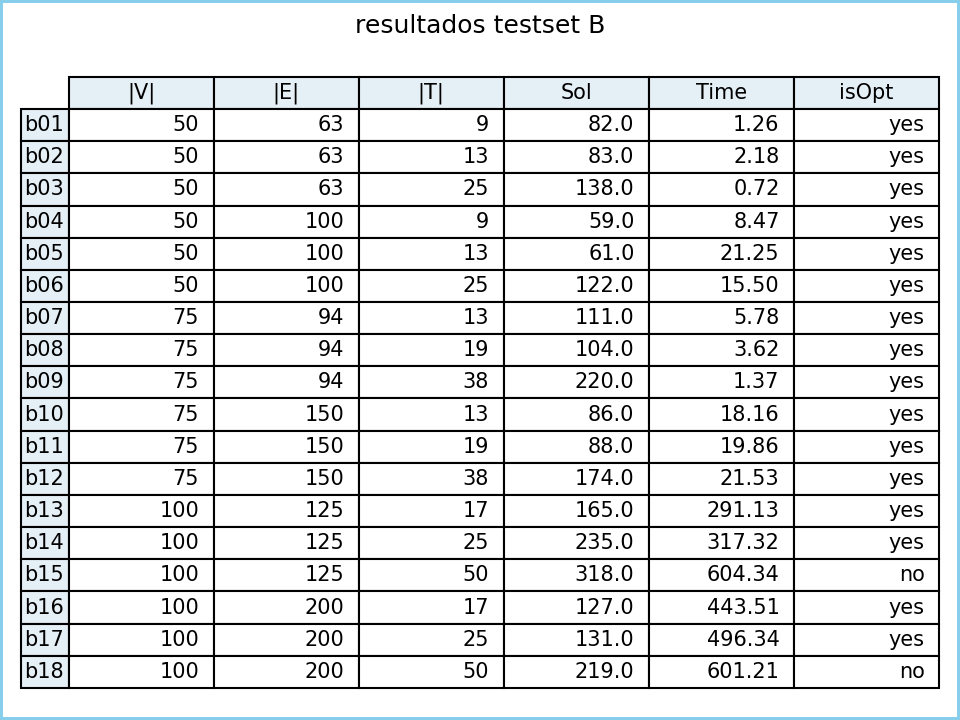 resultados testset B
|V| |E| |T| Sol Time isOpt
b01 50 63 9 82.0 1.26 yes
b02 50 63 13 83.0 2.18 yes
b03 50 63 25 138.0 0.72 yes
b04 50 100 9 59.0 8.47 yes
b05 50 100 13 61.0 21.25 yes
b06 50 100 25 122.0 15.50 yes
b07 75 94 13 111.0 5.78 yes
b08 75 94 19 104.0 3.62 yes
b09 75 94 38 220.0 1.37 yes
b10 75 150 13 86.0 18.16 yes
b11 75 150 19 88.0 19.86 yes
b12 75 150 38 174.0 21.53 yes
b13 100 125 17 165.0 291.13 yes
b14 100 125 25 235.0 317.32 yes
b15 100 125 50 318.0 604.34 no
b16 100 200 17 127.0 443.51 yes
b17 100 200 25 131.0 496.34 yes
b18 100 200 50 219.0 601.21 no